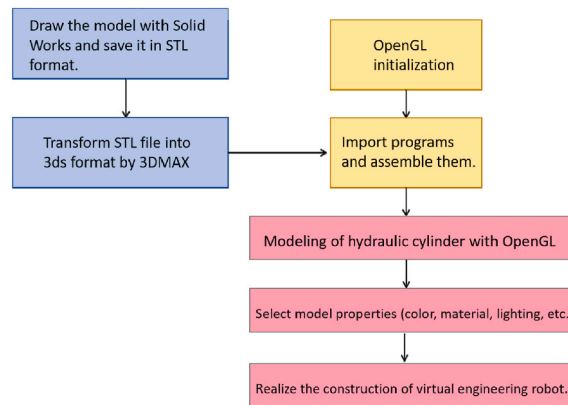 Draw the model with Solid
Works and save it in STL
format.
OpenGL
initialization
Transform STL file into
3ds format by 3DMAX
Import programs
and assemble them.
Modeling of hydraulic cylinder with OpenGL
Select model properties (color, material, lighting, etc.
Realize the construction of virtual engineering robot.